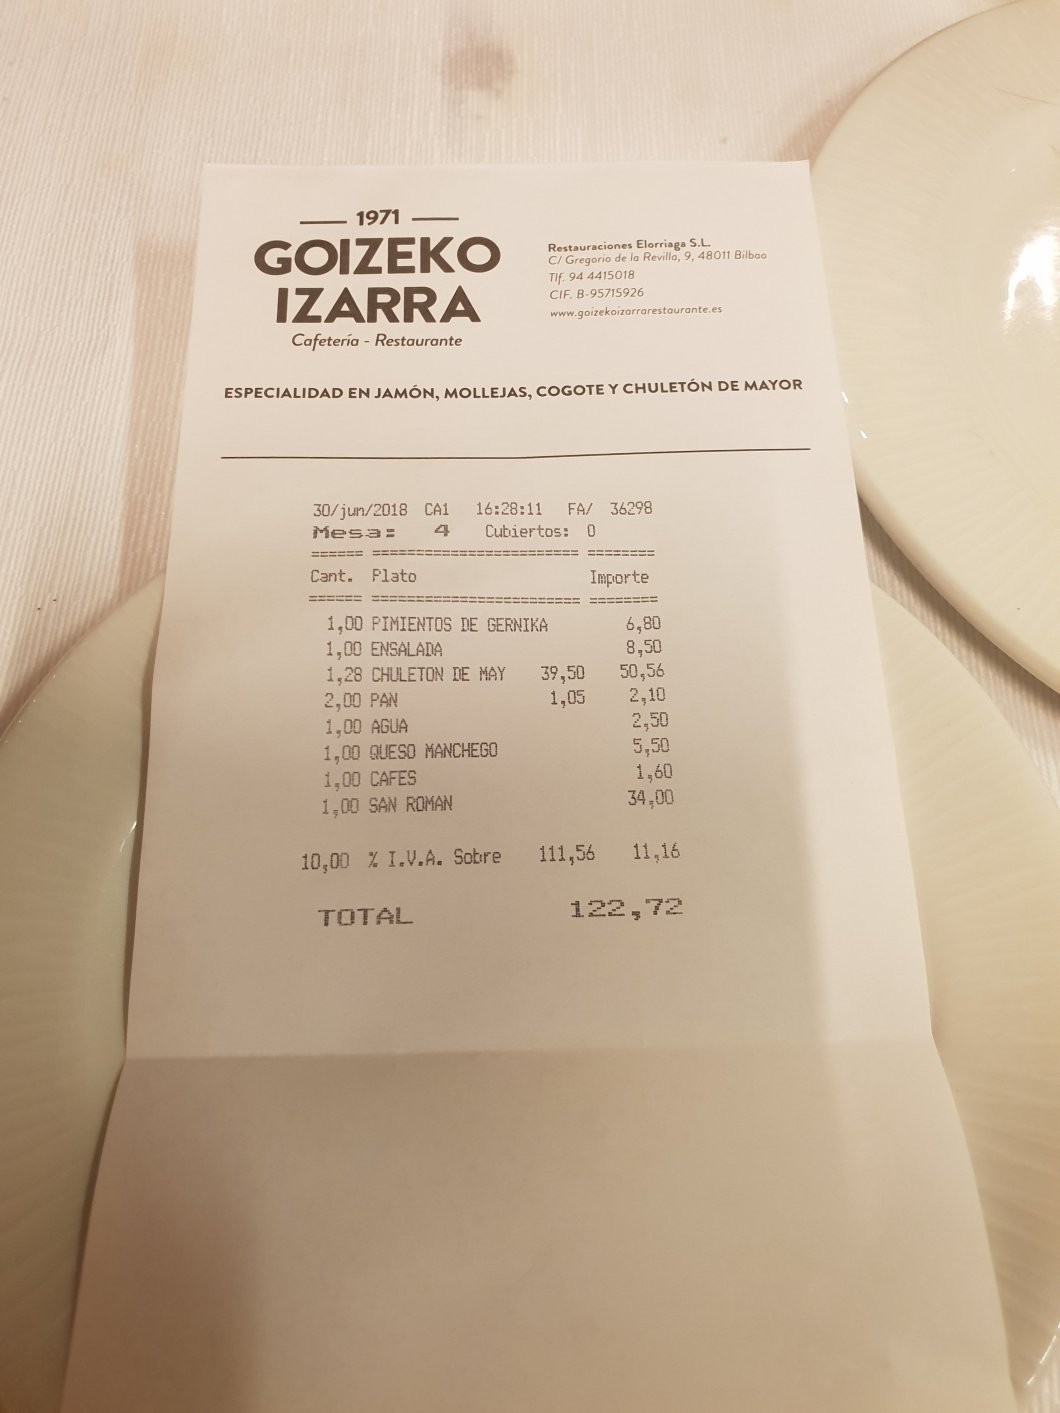 1971
GOIZEKO
IZARRA
Cafetería - Restaurante
Restauraciones Elorriaga S.L.
C/ Gregorio de la Revilla, 9, 48011 Bilbao
Tlf. 94 4415018
CIF. B-95715926
www.goizekoizarrarestaurante.es
ESPECIALIDAD EN JAMÓN, MOLLEJAS, COGOTE Y CHULETÓN DE MAYOR
30/jun/2018 CA1 16:28:11 FA/ 36298
Mesa: 4 Cubiertos: 0
====== ======================== ========
Cant. Plato Importe
====== ======================== ========
1,00 PIMIENTOS DE GERNIKA 6,80
1,00 ENSALADA 8,50
1,28 CHULETON DE MAY 39,50 50,56
2,00 PAN 1,05 2,10
1,00 AGUA 2,50
1,00 QUESO MANCHEGO 5,50
1,00 CAFES 1,60
1,00 SAN ROMAN 34,00
10,00 % I.V.A. Sobre 111,56 11,16
TOTAL 122,72